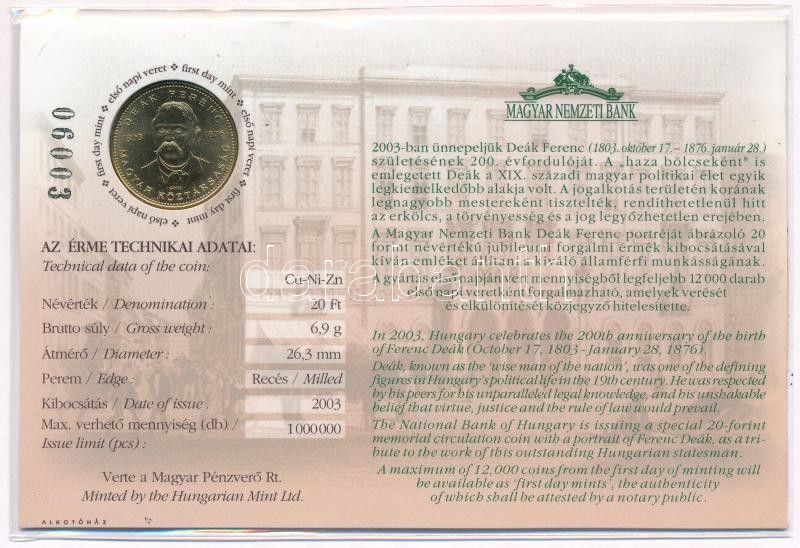 06003
első napi veret ❖ first day mint ❖ első napi veret ❖ first day mint ❖ első napi veret ❖ first day mint ❖
DEÁK FERENC
1803 1876
2003
MAGYAR KÖZTÁRSASÁG
AZ ÉRME TECHNIKAI ADATAI:
Technical data of the coin:
Cu-Ni-Zn
Névérték / Denomination : 20 Ft
Brutto súly / Gross weight : 6,9 g
Átmérő / Diameter : 26,3 mm
Perem / Edge : Recés / Milled
Kibocsátás / Date of issue : 2003
Max. verhető mennyiség (db) /
Issue limit (pcs) : 1000000
Verte a Magyar Pénzverő Rt.
Minted by the Hungarian Mint Ltd.
ALKOTÓHÁZ
MAGYAR NEMZETI BANK
2003-ban ünnepeljük Deák Ferenc (1803. október 17. – 1876. január 28.)
születésének 200. évfordulóját. A „haza bölcseként" is
emlegetett Deák a XIX. századi magyar politikai élet egyik
legkiemelkedőbb alakja volt. A jogalkotás területén korának
legnagyobb mestereként tisztelték, rendíthetetlenül hitt
az erkölcs, a törvényesség és a jog legyőzhetetlen erejében.
A Magyar Nemzeti Bank Deák Ferenc portréját ábrázoló 20
forint névértékű jubileumi forgalmi érmék kibocsátásával
kíván emléket állítani a kiváló államférfi munkásságának.
A gyártás első napján vert mennyiségből legfeljebb 12 000 darab
első napi veretként forgalmazható, amelyek verését
és elkülönítését közjegyző hitelesítette.
In 2003, Hungary celebrates the 200th anniversary of the birth
of Ferenc Deák (October 17, 1803 - January 28, 1876).
Deák, known as the 'wise man of the nation', was one of the defining
figures in Hungary's political life in the 19th century. He was respected
by his peers for his unparalleled legal knowledge, and his unshakable
belief that virtue, justice and the rule of law would prevail.
The National Bank of Hungary is issuing a special 20-forint
memorial circulation coin with a portrait of Ferenc Deák, as a tri-
bute to the work of this outstanding Hungarian statesman.
A maximum of 12,000 coins from the first day of minting will
be available as 'first day mints', the authenticity
of which shall be attested by a notary public.
darabanth.com